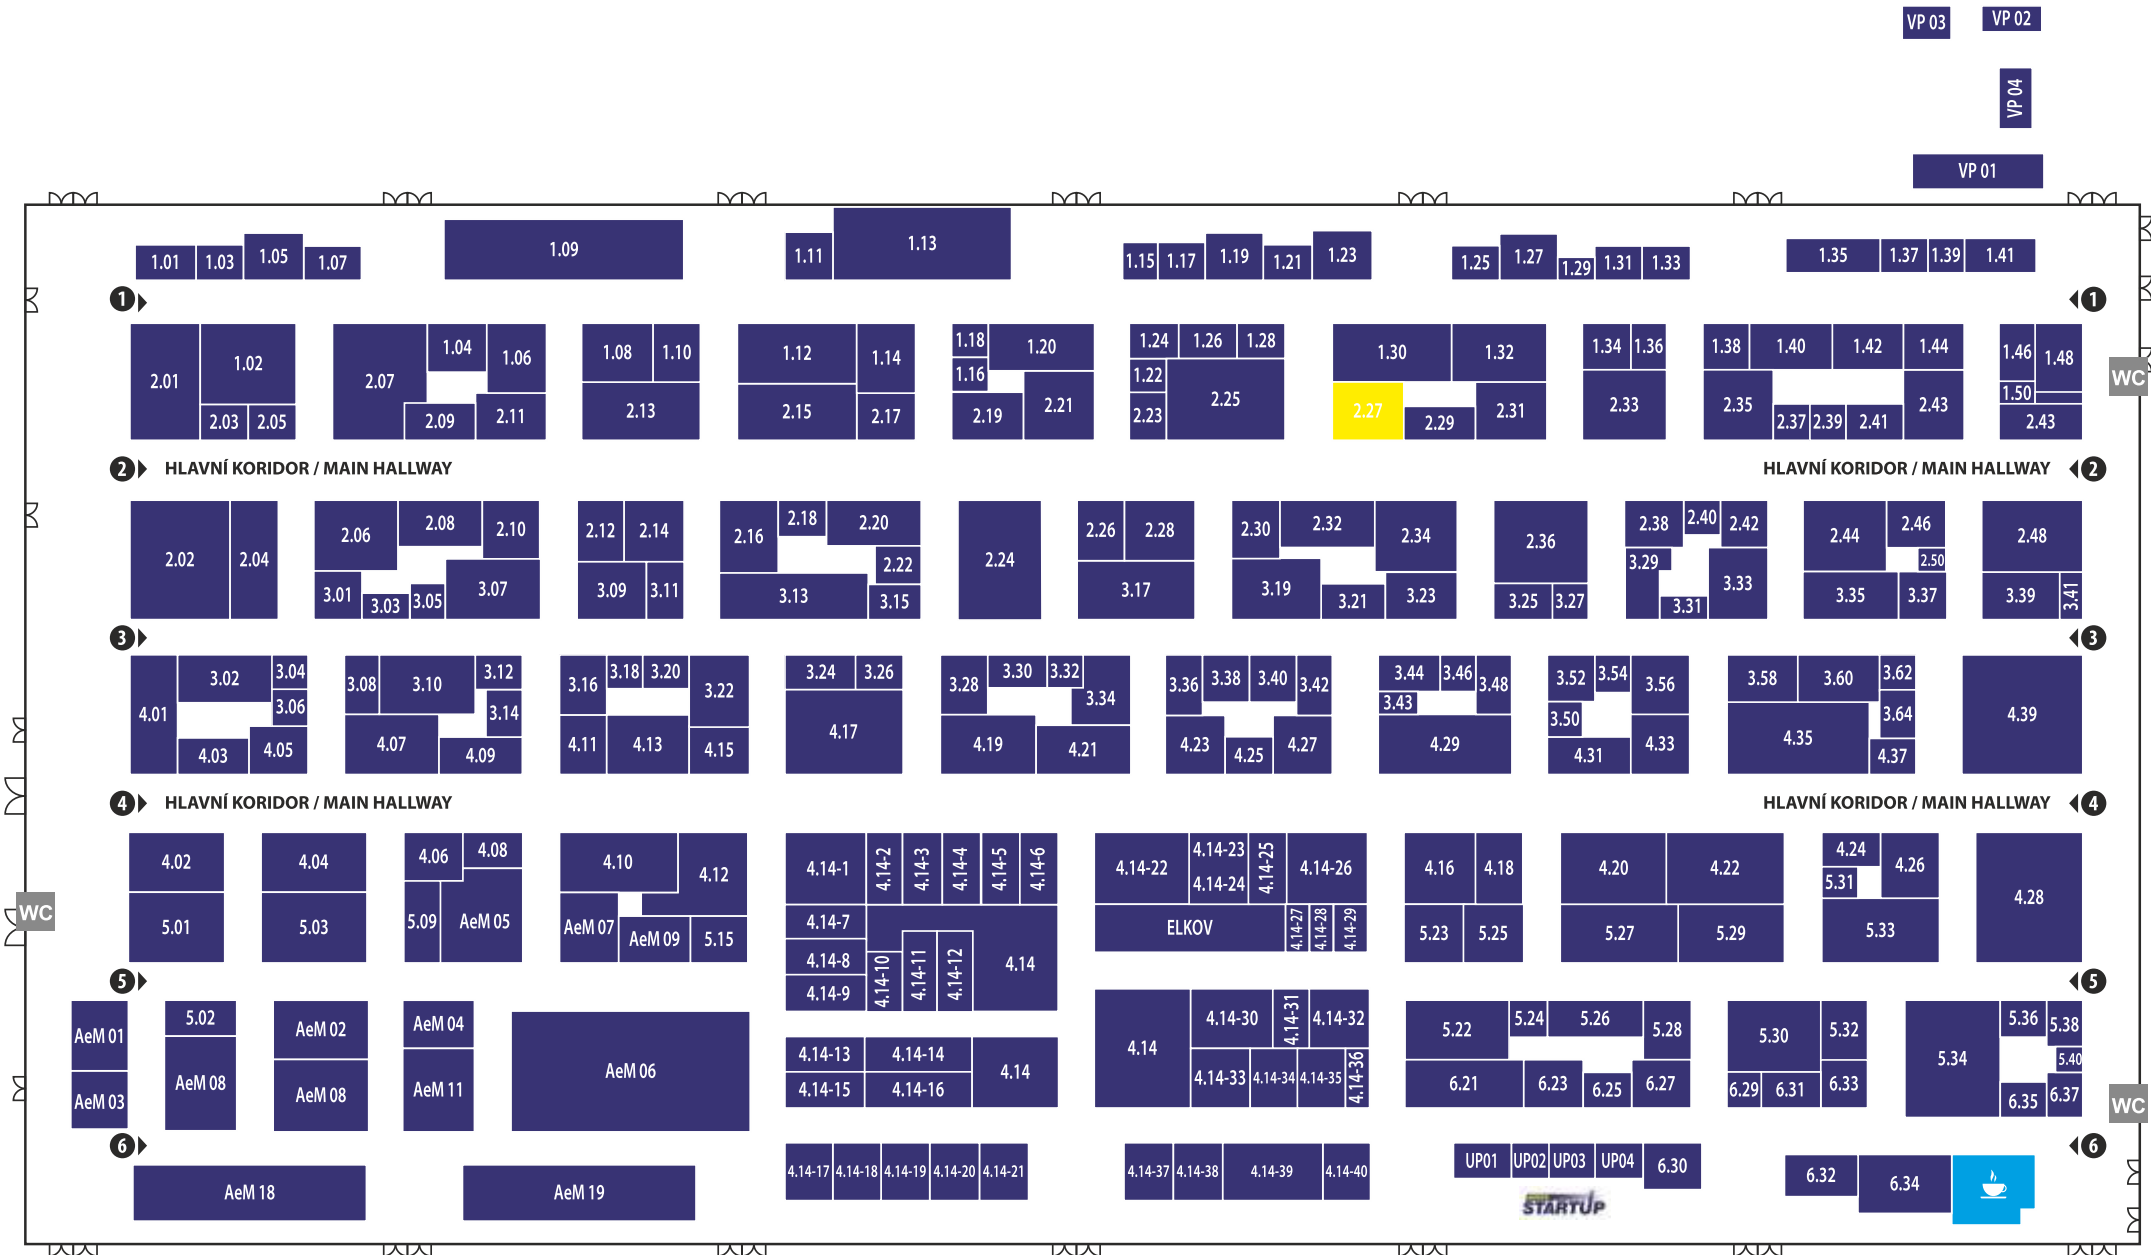 VP 03 VP 02
VP 04
VP 01
1.01 1.03 1.05 1.07 1.09 1.11 1.13 1.15 1.17 1.19 1.21 1.23 1.25 1.27 1.29 1.31 1.33 1.35 1.37 1.39 1.41
1 1
2.01 1.02 2.07 1.04 1.06 1.08 1.10 1.12 1.14 1.18 1.20 1.24 1.26 1.28 1.30 1.32 1.34 1.36 1.38 1.40 1.42 1.44 1.46 1.48
1.16 1.22 WC
1.50
2.03 2.05 2.09 2.11 2.13 2.15 2.17 2.19 2.21 2.23 2.25 2.27 2.29 2.31 2.33 2.35 2.37 2.39 2.41 2.43 2.43
2 HLAVNÍ KORIDOR / MAIN HALLWAY HLAVNÍ KORIDOR / MAIN HALLWAY 2
2.02 2.04 2.06 2.08 2.10 2.12 2.14 2.16 2.18 2.20 2.24 2.26 2.28 2.30 2.32 2.34 2.36 2.38 2.40 2.42 2.44 2.46 2.48
2.22 3.29 2.50
3.01 3.03 3.05 3.07 3.09 3.11 3.13 3.15 3.17 3.19 3.21 3.23 3.25 3.27 3.31 3.33 3.35 3.37 3.39 3.41
3 3
4.01 3.02 3.04 3.08 3.10 3.12 3.16 3.18 3.20 3.22 3.24 3.26 3.28 3.30 3.32 3.34 3.36 3.38 3.40 3.42 3.44 3.46 3.48 3.52 3.54 3.56 3.58 3.60 3.62 4.39
3.06 3.14 3.43 3.50 3.64
4.03 4.05 4.07 4.09 4.11 4.13 4.15 4.17 4.19 4.21 4.23 4.25 4.27 4.29 4.31 4.33 4.35 4.37
4 HLAVNÍ KORIDOR / MAIN HALLWAY HLAVNÍ KORIDOR / MAIN HALLWAY 4
4.02 4.04 4.06 4.08 4.10 4.12 4.14-1 4.14-2 4.14-3 4.14-4 4.14-5 4.14-6 4.14-22 4.14-23 4.14-24 4.14-25 4.14-26 4.16 4.18 4.20 4.22 4.24 4.26 4.28
5.31
WC 5.01 5.03 5.09 AeM 05 AeM 07 AeM 09 5.15 4.14-7 ELKOV 4.14-27 4.14-28 4.14-29 5.23 5.25 5.27 5.29 5.33
4.14-8 4.14-10 4.14-11 4.14-12 4.14
4.14-9
5 5
AeM 01 5.02 AeM 02 AeM 04 AeM 06 4.14 4.14-30 4.14-31 4.14-32 5.22 5.24 5.26 5.28 5.30 5.32 5.34 5.36 5.38
4.14-13 4.14-14 4.14 5.40
AeM 03 AeM 08 AeM 08 AeM 11 4.14-15 4.14-16 4.14-33 4.14-34 4.14-35 4.14-36 6.21 6.23 6.25 6.27 6.29 6.31 6.33 6.35 6.37 WC
6 6
AeM 18 AeM 19 4.14-17 4.14-18 4.14-19 4.14-20 4.14-21 4.14-37 4.14-38 4.14-39 4.14-40 UP01 UP02 UP03 UP04 6.30 6.32 6.34
STARTUP